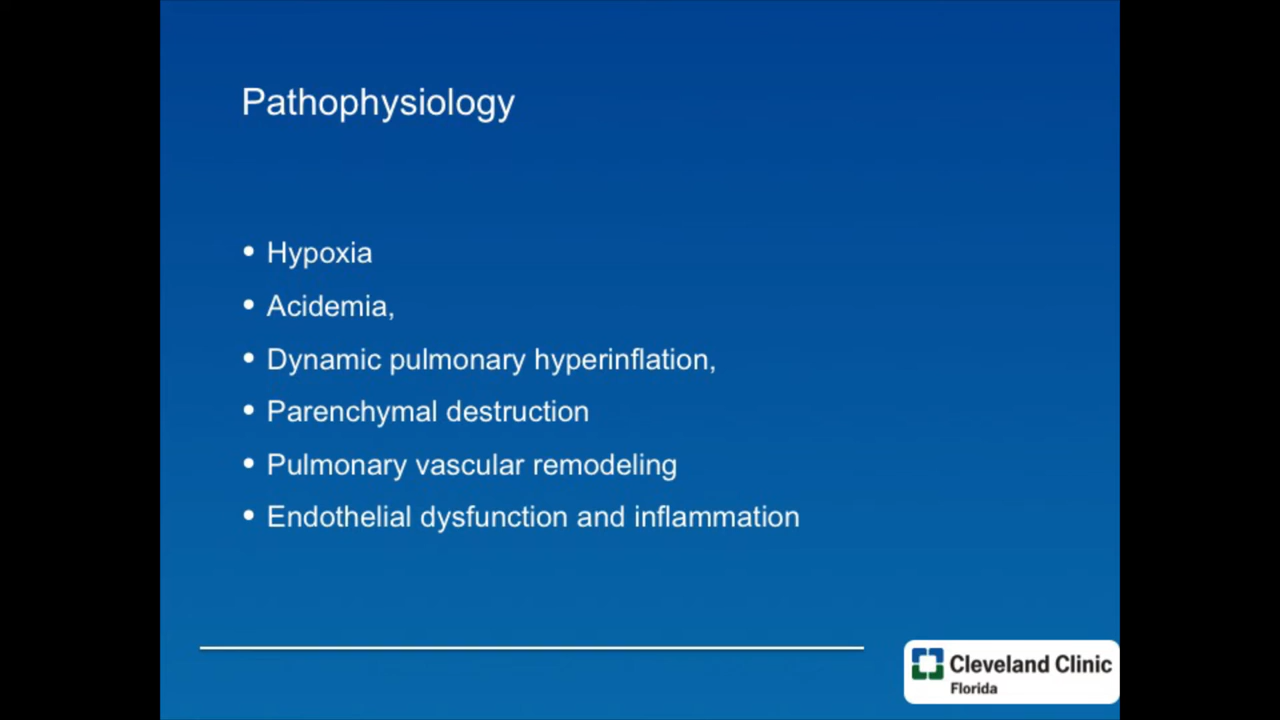 Pathophysiology
• Hypoxia
• Acidemia,
• Dynamic pulmonary hyperinflation,
• Parenchymal destruction
• Pulmonary vascular remodeling
• Endothelial dysfunction and inflammation
Cleveland Clinic
Florida